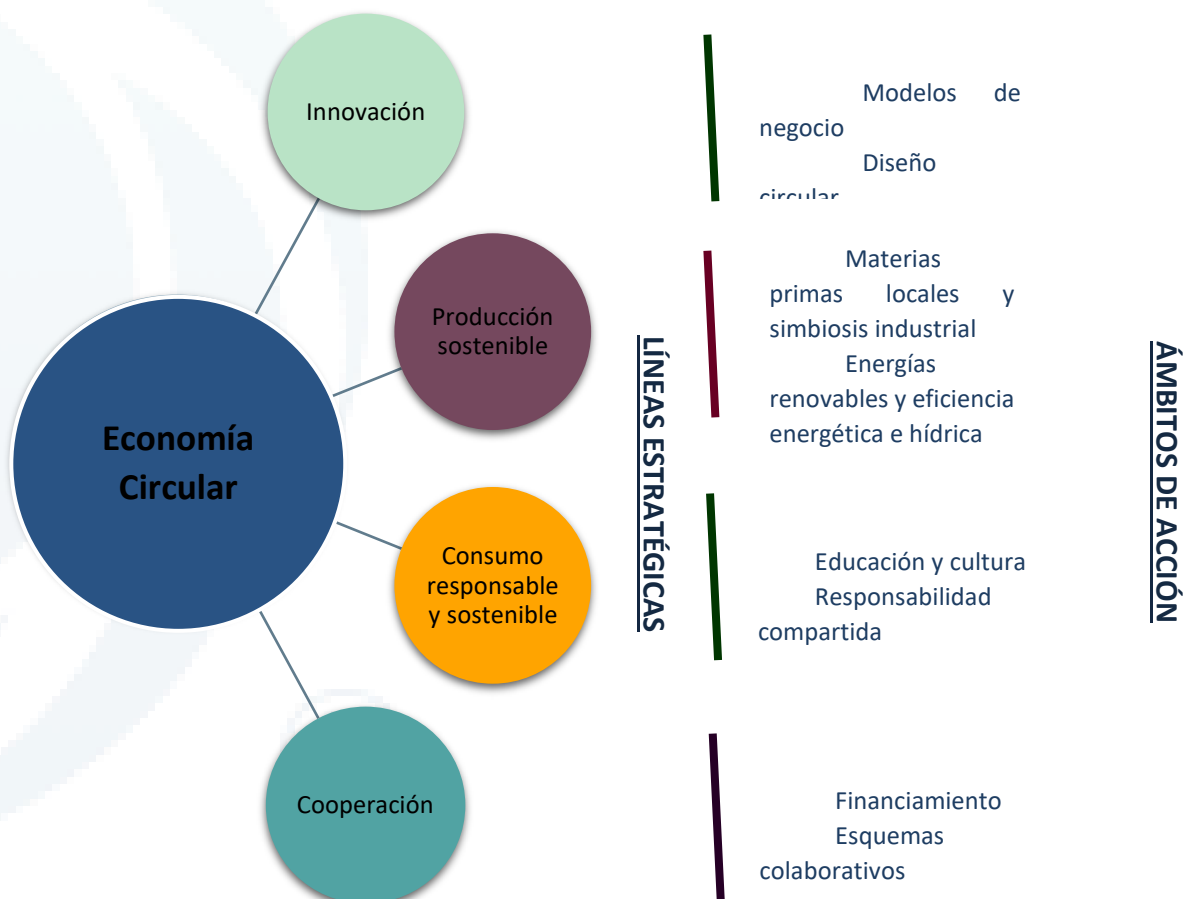 Innovación
Modelos de
negocio
Diseño
circular
Producción
sostenible
Materias
primas locales y
simbiosis industrial
Energías
renovables y eficiencia
energética e hídrica
Economía
Circular
LÍNEAS ESTRATÉGICAS
ÁMBITOS DE ACCIÓN
Consumo
responsable
y sostenible
Educación y cultura
Responsabilidad
compartida
Cooperación
Financiamiento
Esquemas
colaborativos